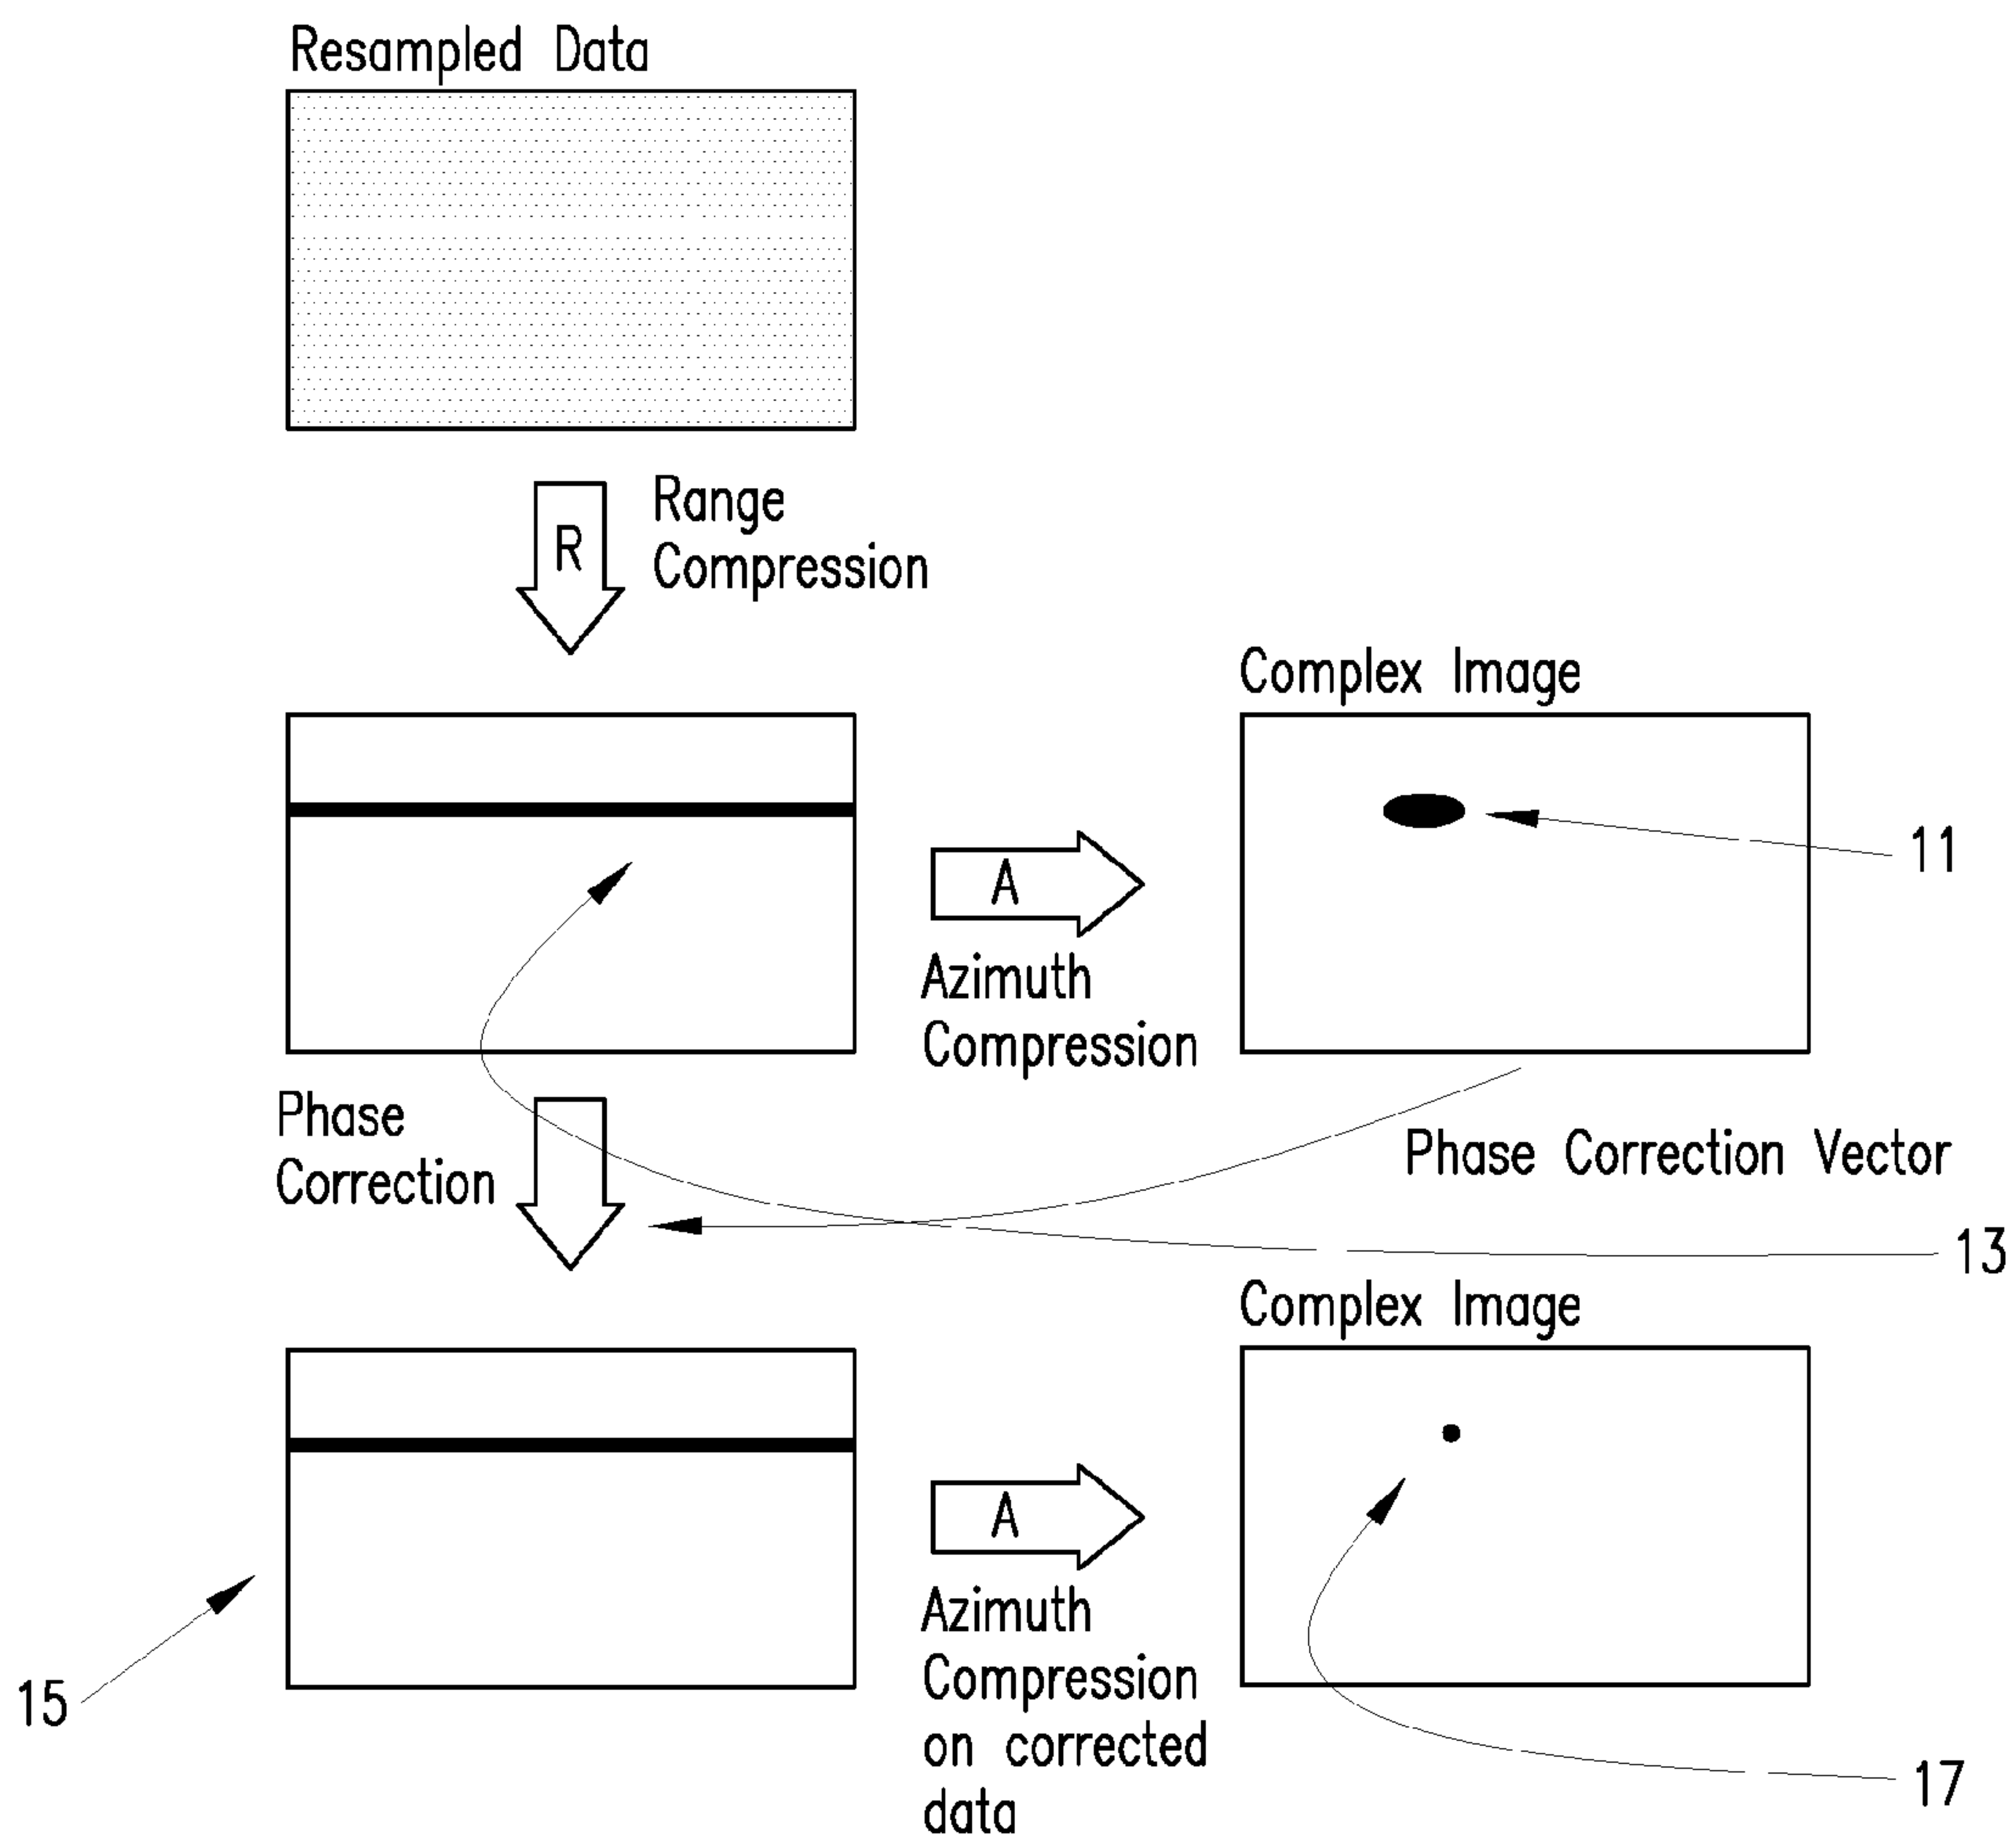 Resampled Data
R
Range
Compression
Complex Image
11
A
Azimuth
Compression
Phase
Correction
Phase Correction Vector
13
Complex Image
A
Azimuth
Compression
on corrected
data
15
17